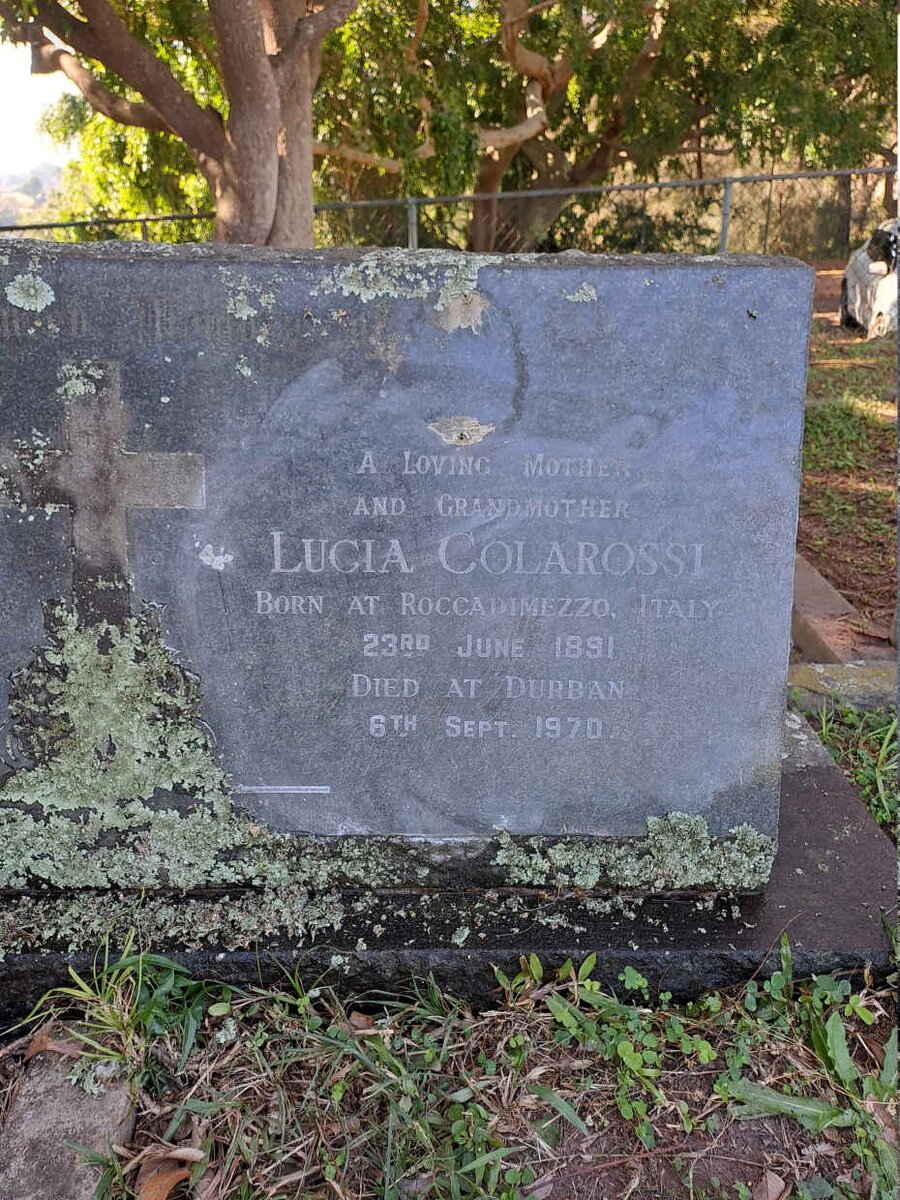 A Loving Mother
and Grandmother
Lucia Colarossi
Born at Roccadimezzo, Italy
23rd June 1891
Died at Durban
6th Sept. 1970